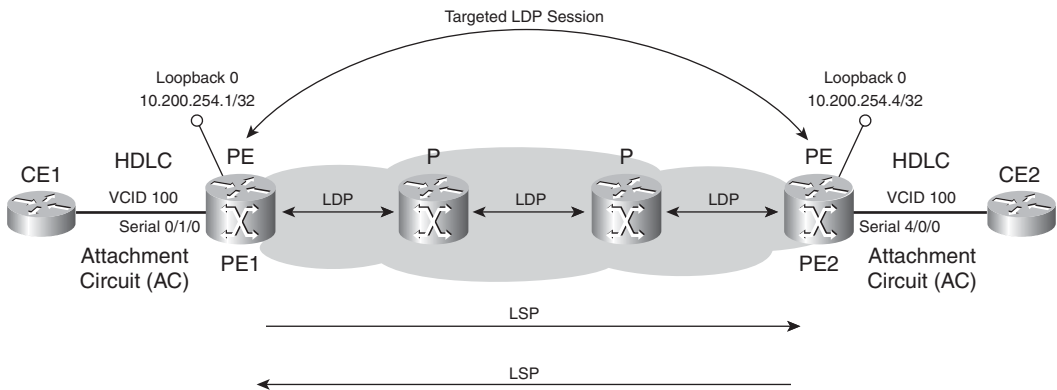 Targeted LDP Session
Loopback 0
10.200.254.1/32
Loopback 0
10.200.254.4/32
CE1
HDLC
PE
P
P
PE
HDLC
CE2
VCID 100
LDP
LDP
LDP
VCID 100
Serial 0/1/0
Serial 4/0/0
Attachment
Circuit (AC)
PE1
PE2
Attachment
Circuit (AC)
LSP
LSP